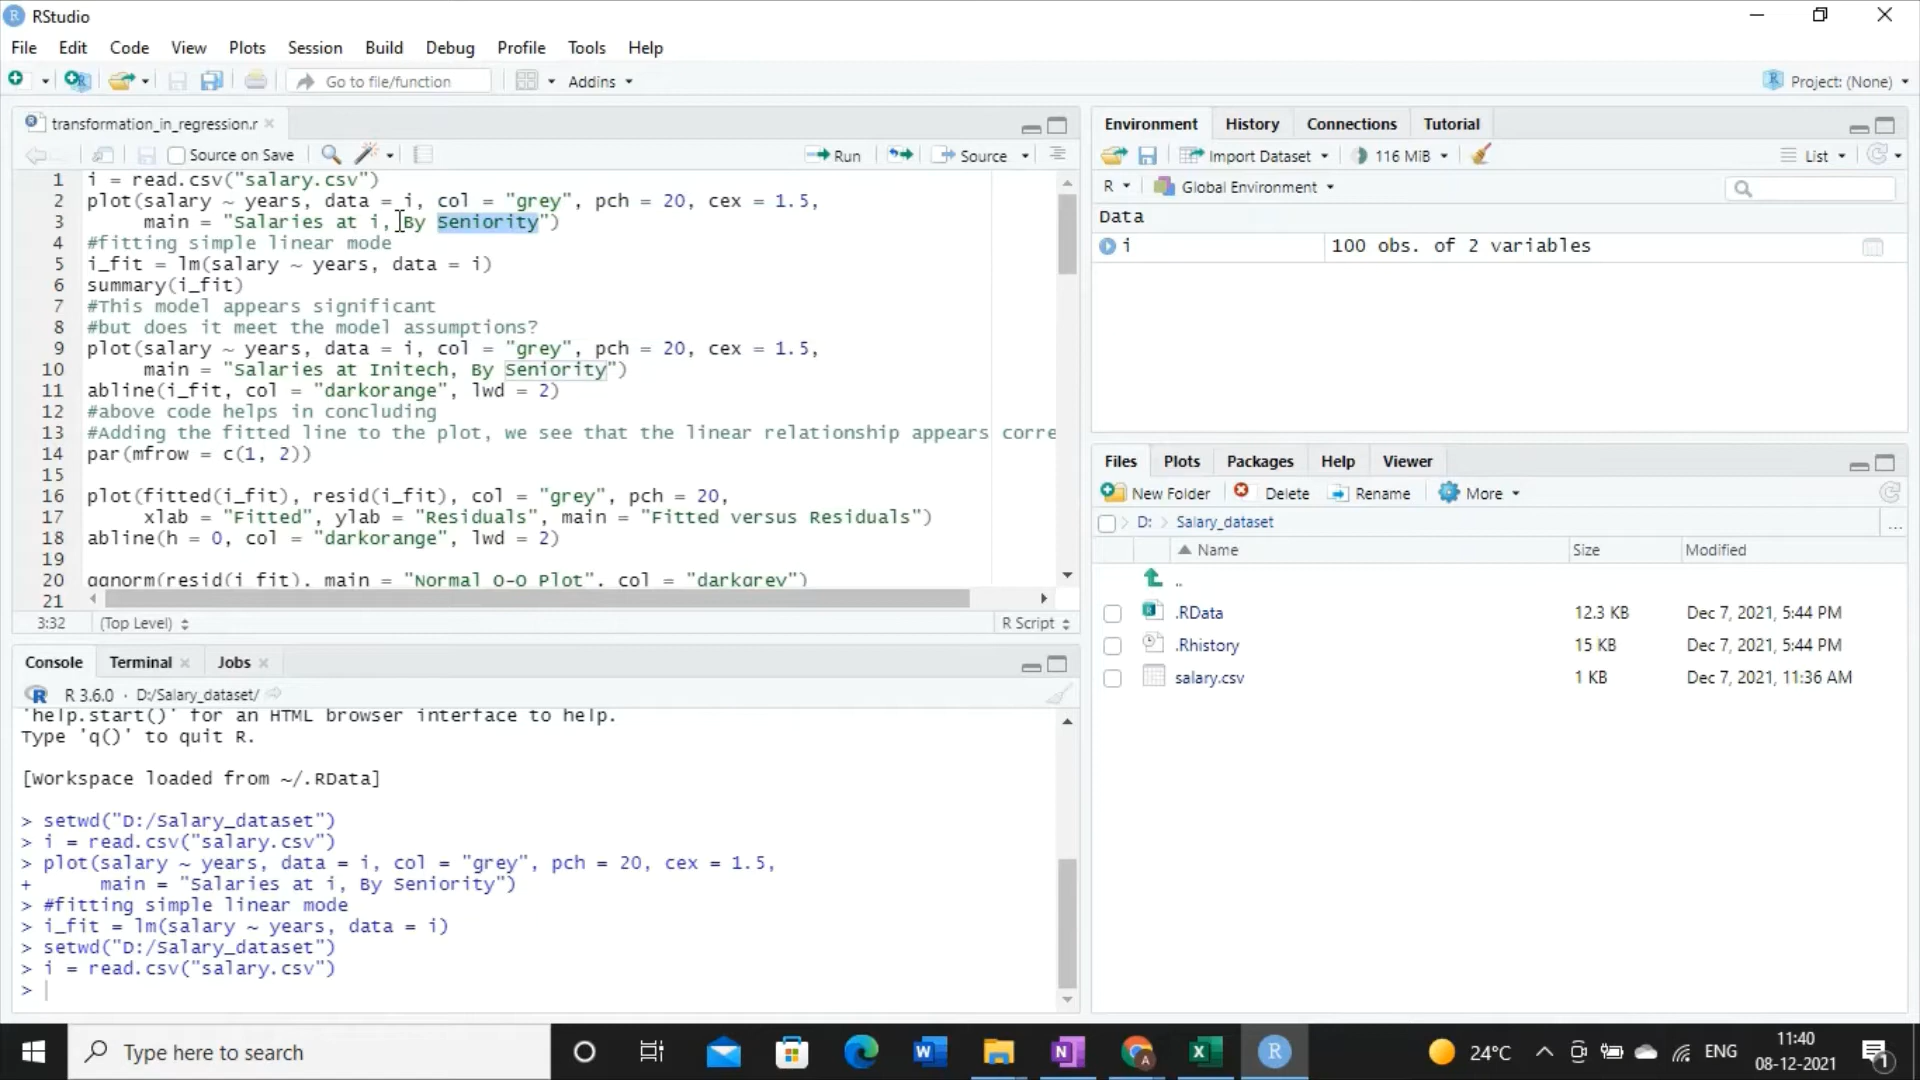 RStudio
File Edit Code View Plots Session Build Debug Profile Tools Help
Go to file/function Addins Project: (None)
transformation_in_regression.r
Source on Save Run Source
1 i = read.csv("salary.csv")
2 plot(salary ~ years, data = i, col = "grey", pch = 20, cex = 1.5,
3 main = "Salaries at i, By Seniority")
4 #fitting simple linear mode
5 i_fit = lm(salary ~ years, data = i)
6 summary(i_fit)
7 #This model appears significant
8 #but does it meet the model assumptions?
9 plot(salary ~ years, data = i, col = "grey", pch = 20, cex = 1.5,
10 main = "Salaries at Initech, By Seniority")
11 abline(i_fit, col = "darkorange", lwd = 2)
12 #above code helps in concluding
13 #Adding the fitted line to the plot, we see that the linear relationship appears corre
14 par(mfrow = c(1, 2))
15
16 plot(fitted(i_fit), resid(i_fit), col = "grey", pch = 20,
17 xlab = "Fitted", ylab = "Residuals", main = "Fitted versus Residuals")
18 abline(h = 0, col = "darkorange", lwd = 2)
19
20 qqnorm(resid(i_fit), main = "Normal Q-Q Plot", col = "darkgrey")
21
3:32 (Top Level) R Script
Console Terminal Jobs
R 3.6.0 · D:/Salary_dataset/
'help.start()' for an HTML browser interface to help.
Type 'q()' to quit R.
[Workspace loaded from ~/.RData]
> setwd("D:/Salary_dataset")
> i = read.csv("salary.csv")
> plot(salary ~ years, data = i, col = "grey", pch = 20, cex = 1.5,
+ main = "Salaries at i, By Seniority")
> #fitting simple linear mode
> i_fit = lm(salary ~ years, data = i)
> setwd("D:/Salary_dataset")
> i = read.csv("salary.csv")
>
Environment History Connections Tutorial
Import Dataset 116 MiB List
R Global Environment
Data
i 100 obs. of 2 variables
Files Plots Packages Help Viewer
New Folder Delete Rename More
D: Salary_dataset ...
Name Size Modified
..
.RData 12.3 KB Dec 7, 2021, 5:44 PM
.Rhistory 15 KB Dec 7, 2021, 5:44 PM
salary.csv 1 KB Dec 7, 2021, 11:36 AM
Type here to search
24°C ENG 11:40
08-12-2021 1